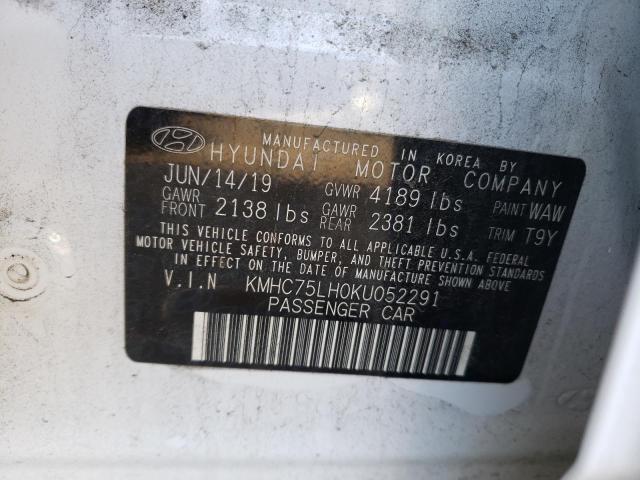 MANUFACTURED IN KOREA BY
HYUNDAI MOTOR COMPANY
JUN/14/19 GVWR 4189 lbs PAINT WAW
GAWR FRONT 2138 lbs GAWR REAR 2381 lbs TRIM T9Y
THIS VEHICLE CONFORMS TO ALL APPLICABLE U.S.A. FEDERAL
MOTOR VEHICLE SAFETY, BUMPER, AND THEFT PREVENTION STANDARDS
IN EFFECT ON THE DATE OF MANUFACTURE SHOWN ABOVE
V.I.N KMHC75LH0KU052291
PASSENGER CAR